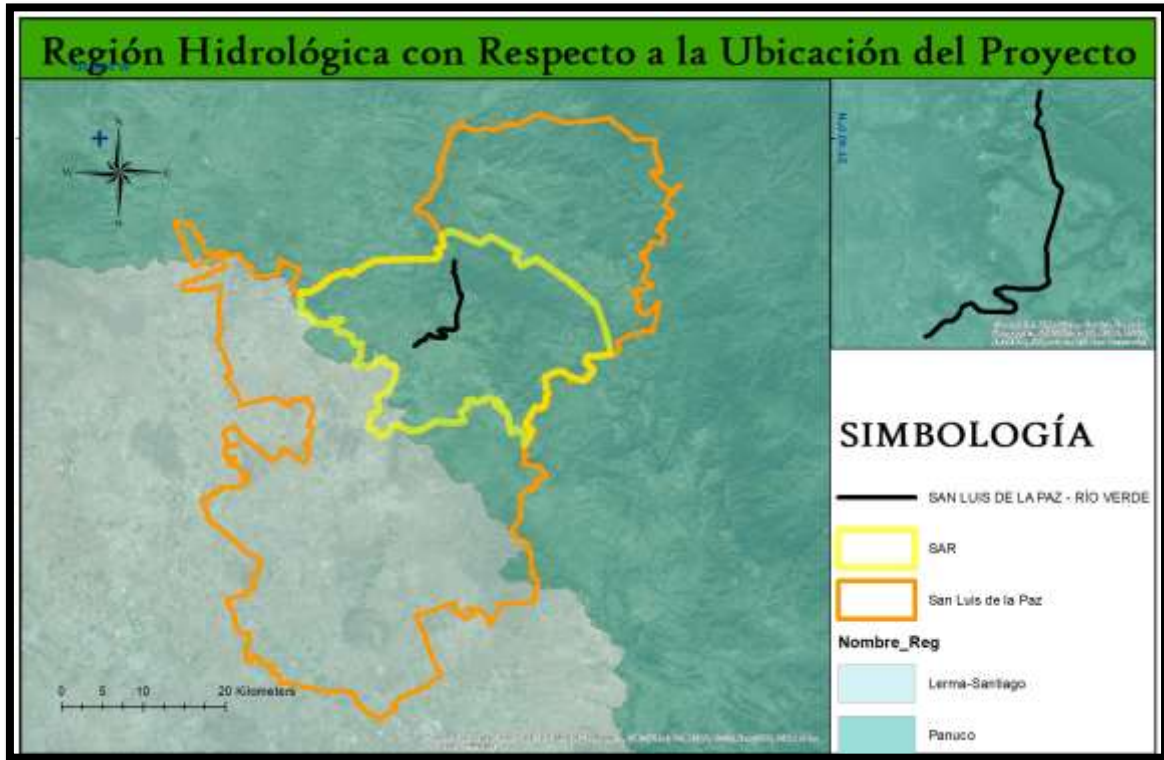 Región Hidrológica con Respecto a la Ubicación del Proyecto
N
W
E
S
0 5 10 20 Kilometers
SIMBOLOGÍA
SAN LUIS DE LA PAZ - RÍO VERDE
SAR
San Luis de la Paz
Nombre_Reg
Lerma-Santiago
Panuco